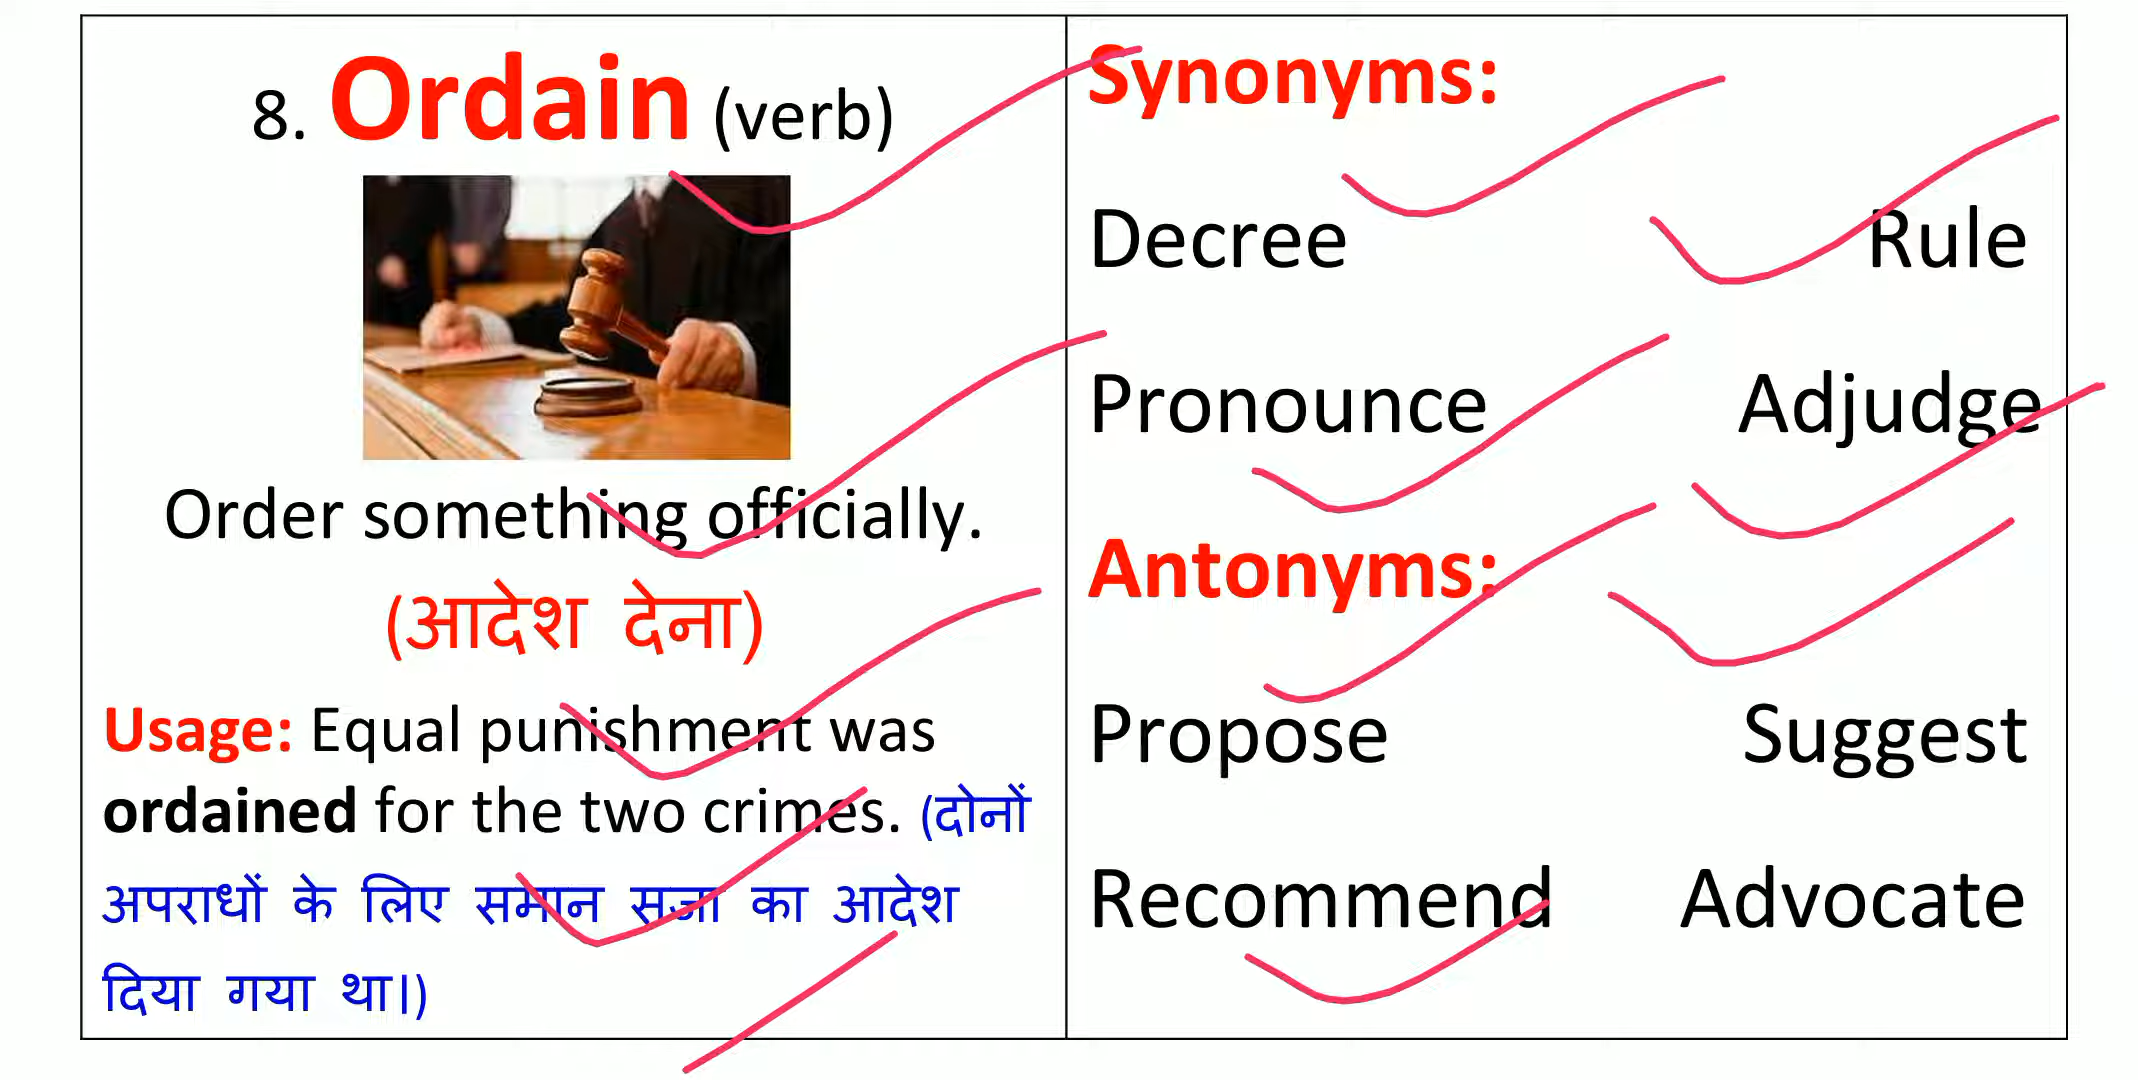 8. Ordain (verb)
Order something officially.
(आदेश देना)
Usage: Equal punishment was
ordained for the two crimes. (दोनों
अपराधों के लिए समान सजा का आदेश
दिया गया था।)
Synonyms:
Decree Rule
Pronounce Adjudge
Antonyms:
Propose Suggest
Recommend Advocate